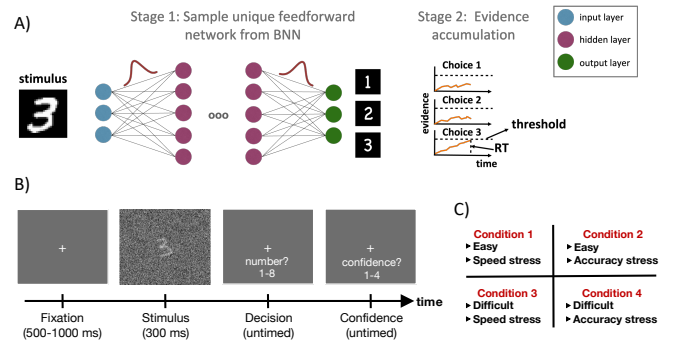 A)
Stage 1: Sample unique feedforward
network from BNN
Stage 2: Evidence
accumulation
input layer
hidden layer
output layer
stimulus
3
1
2
3
Choice 1
Choice 2
Choice 3
evidence
threshold
RT
time
B)
+
3
+
number?
1-8
+
confidence?
1-4
time
Fixation
(500-1000 ms)
Stimulus
(300 ms)
Decision
(untimed)
Confidence
(untimed)
C)
Condition 1
Easy
Speed stress
Condition 2
Easy
Accuracy stress
Condition 3
Difficult
Speed stress
Condition 4
Difficult
Accuracy stress